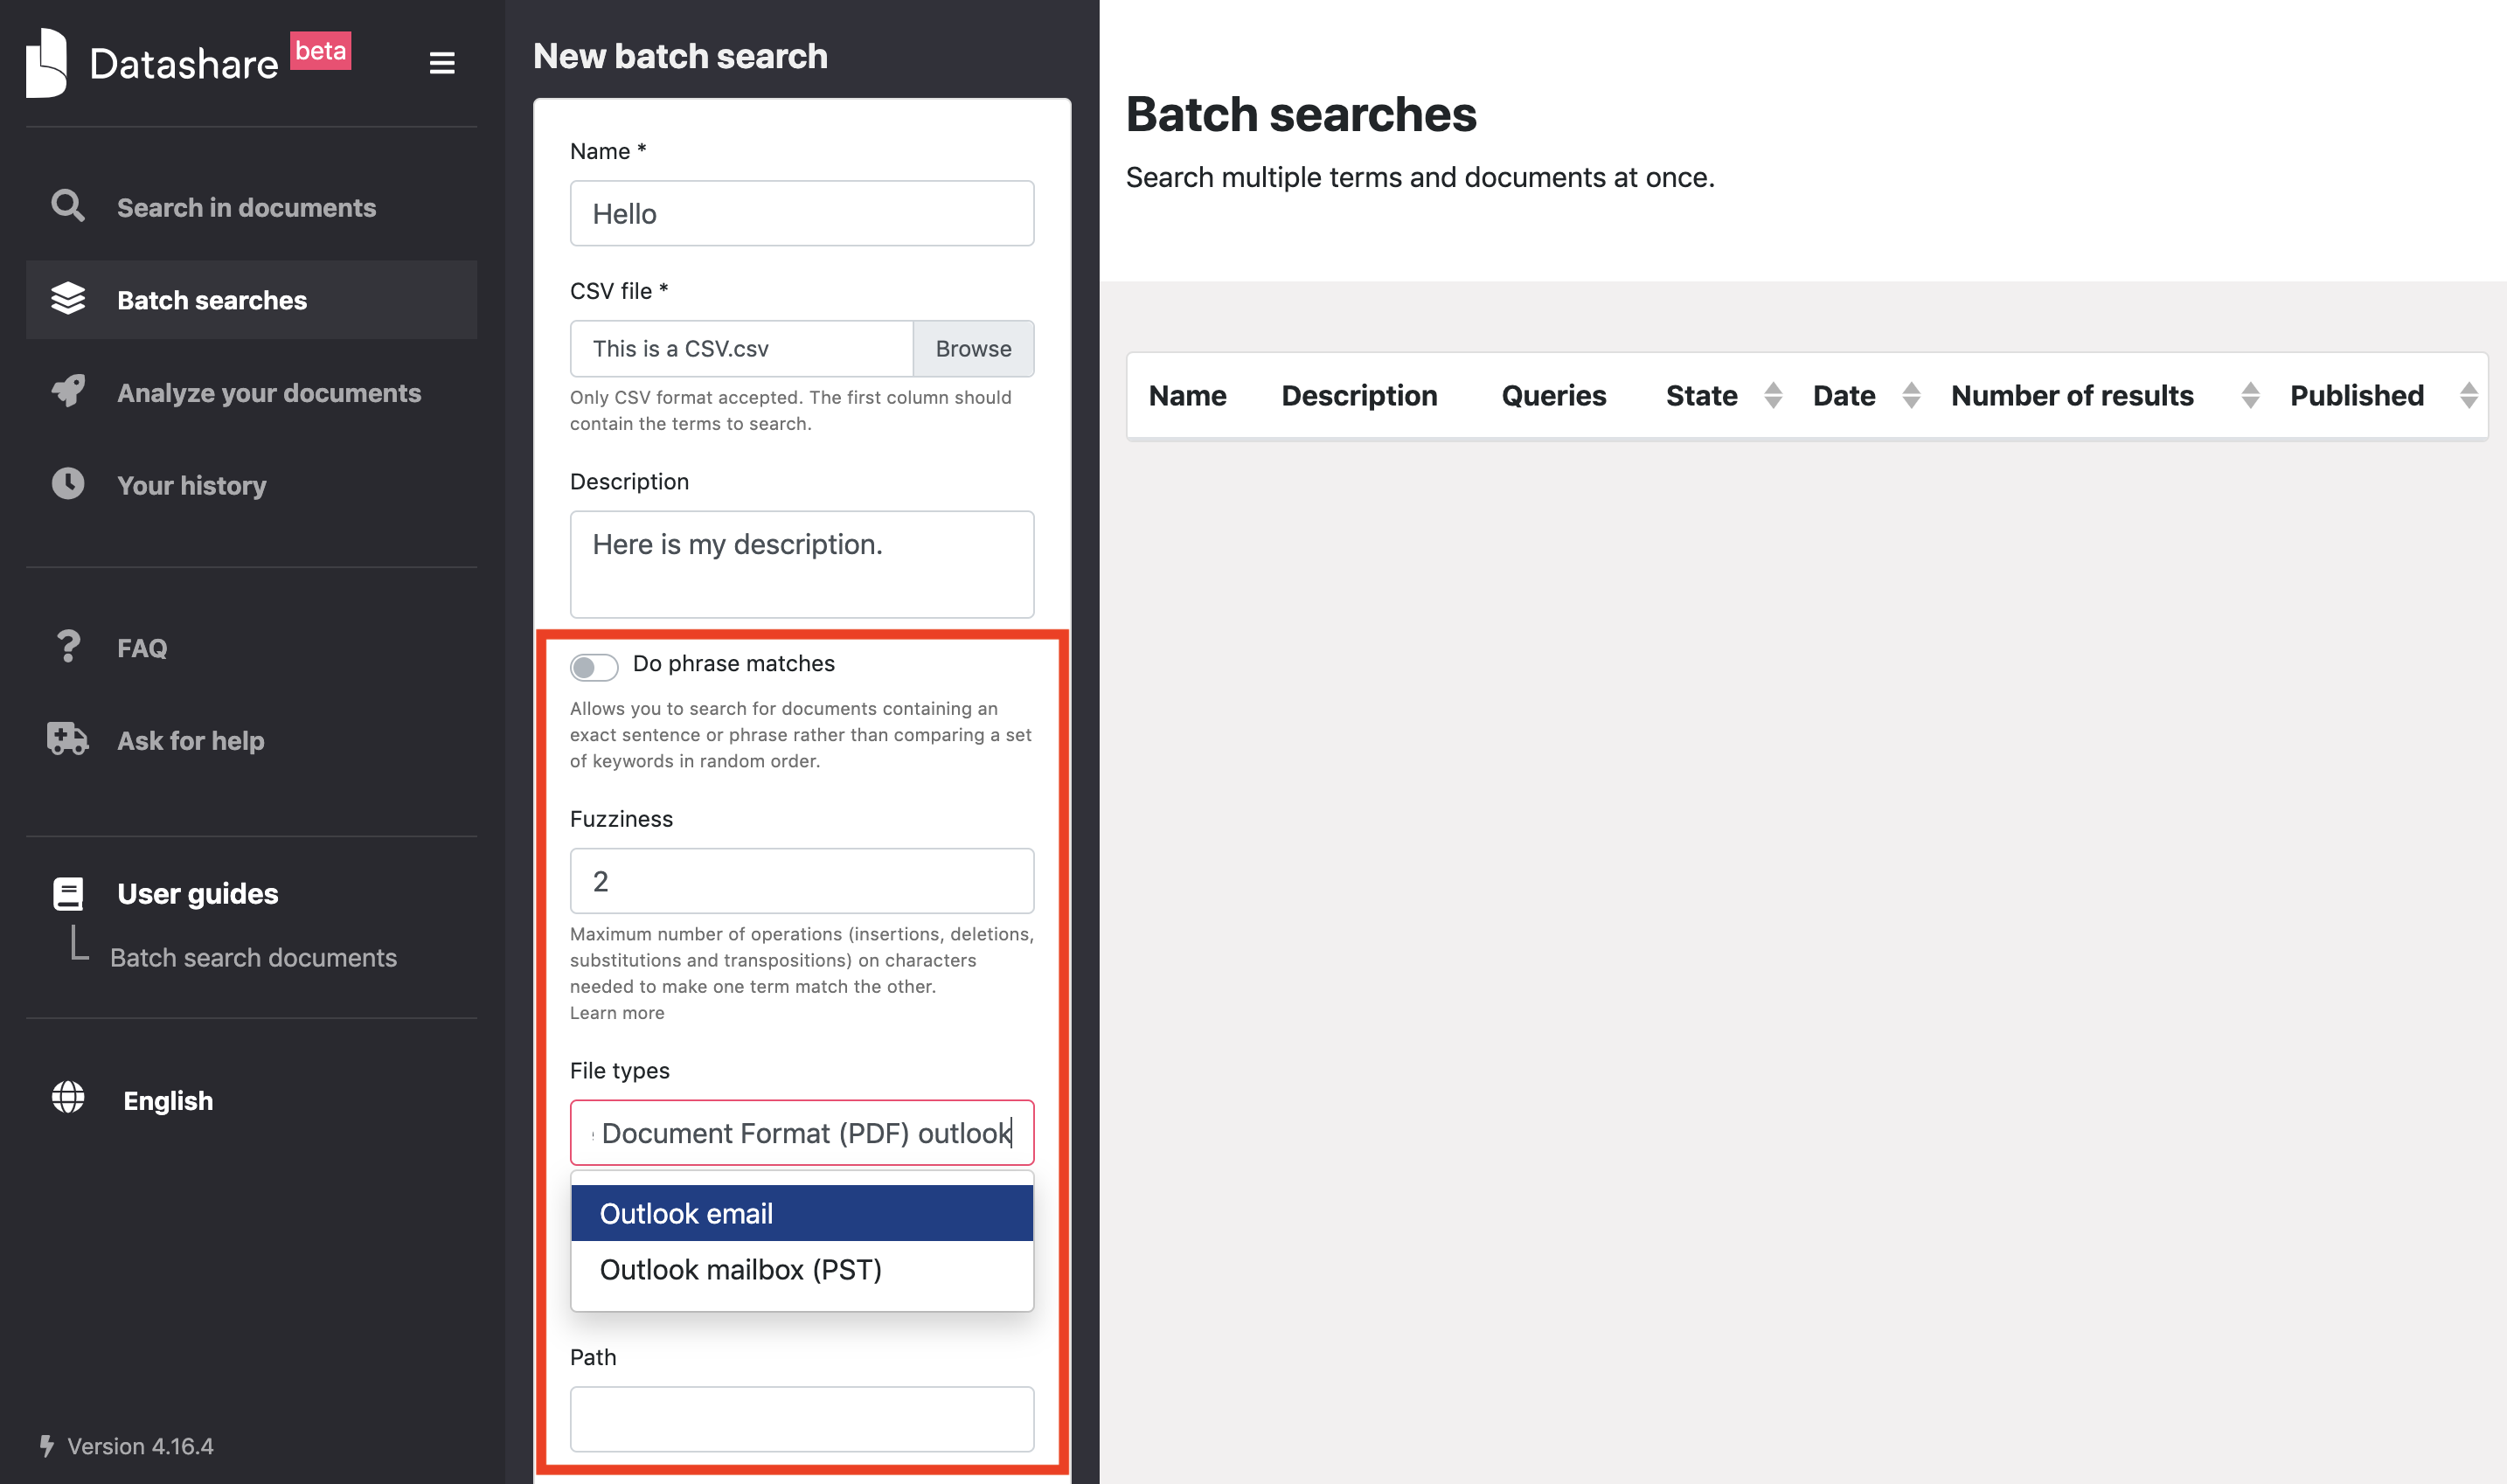 Datashare beta
Search in documents
Batch searches
Analyze your documents
Your history
FAQ
Ask for help
User guides
Batch search documents
English
Version 4.16.4
New batch search
Name *
Hello
CSV file *
This is a CSV.csv
Browse
Only CSV format accepted. The first column should
contain the terms to search.
Description
Here is my description.
Do phrase matches
Allows you to search for documents containing an
exact sentence or phrase rather than comparing a set
of keywords in random order.
Fuzziness
2
Maximum number of operations (insertions, deletions,
substitutions and transpositions) on characters
needed to make one term match the other.
Learn more
File types
Document Format (PDF) outlook
Outlook email
Outlook mailbox (PST)
Path
Batch searches
Search multiple terms and documents at once.
Name Description Queries State Date Number of results Published